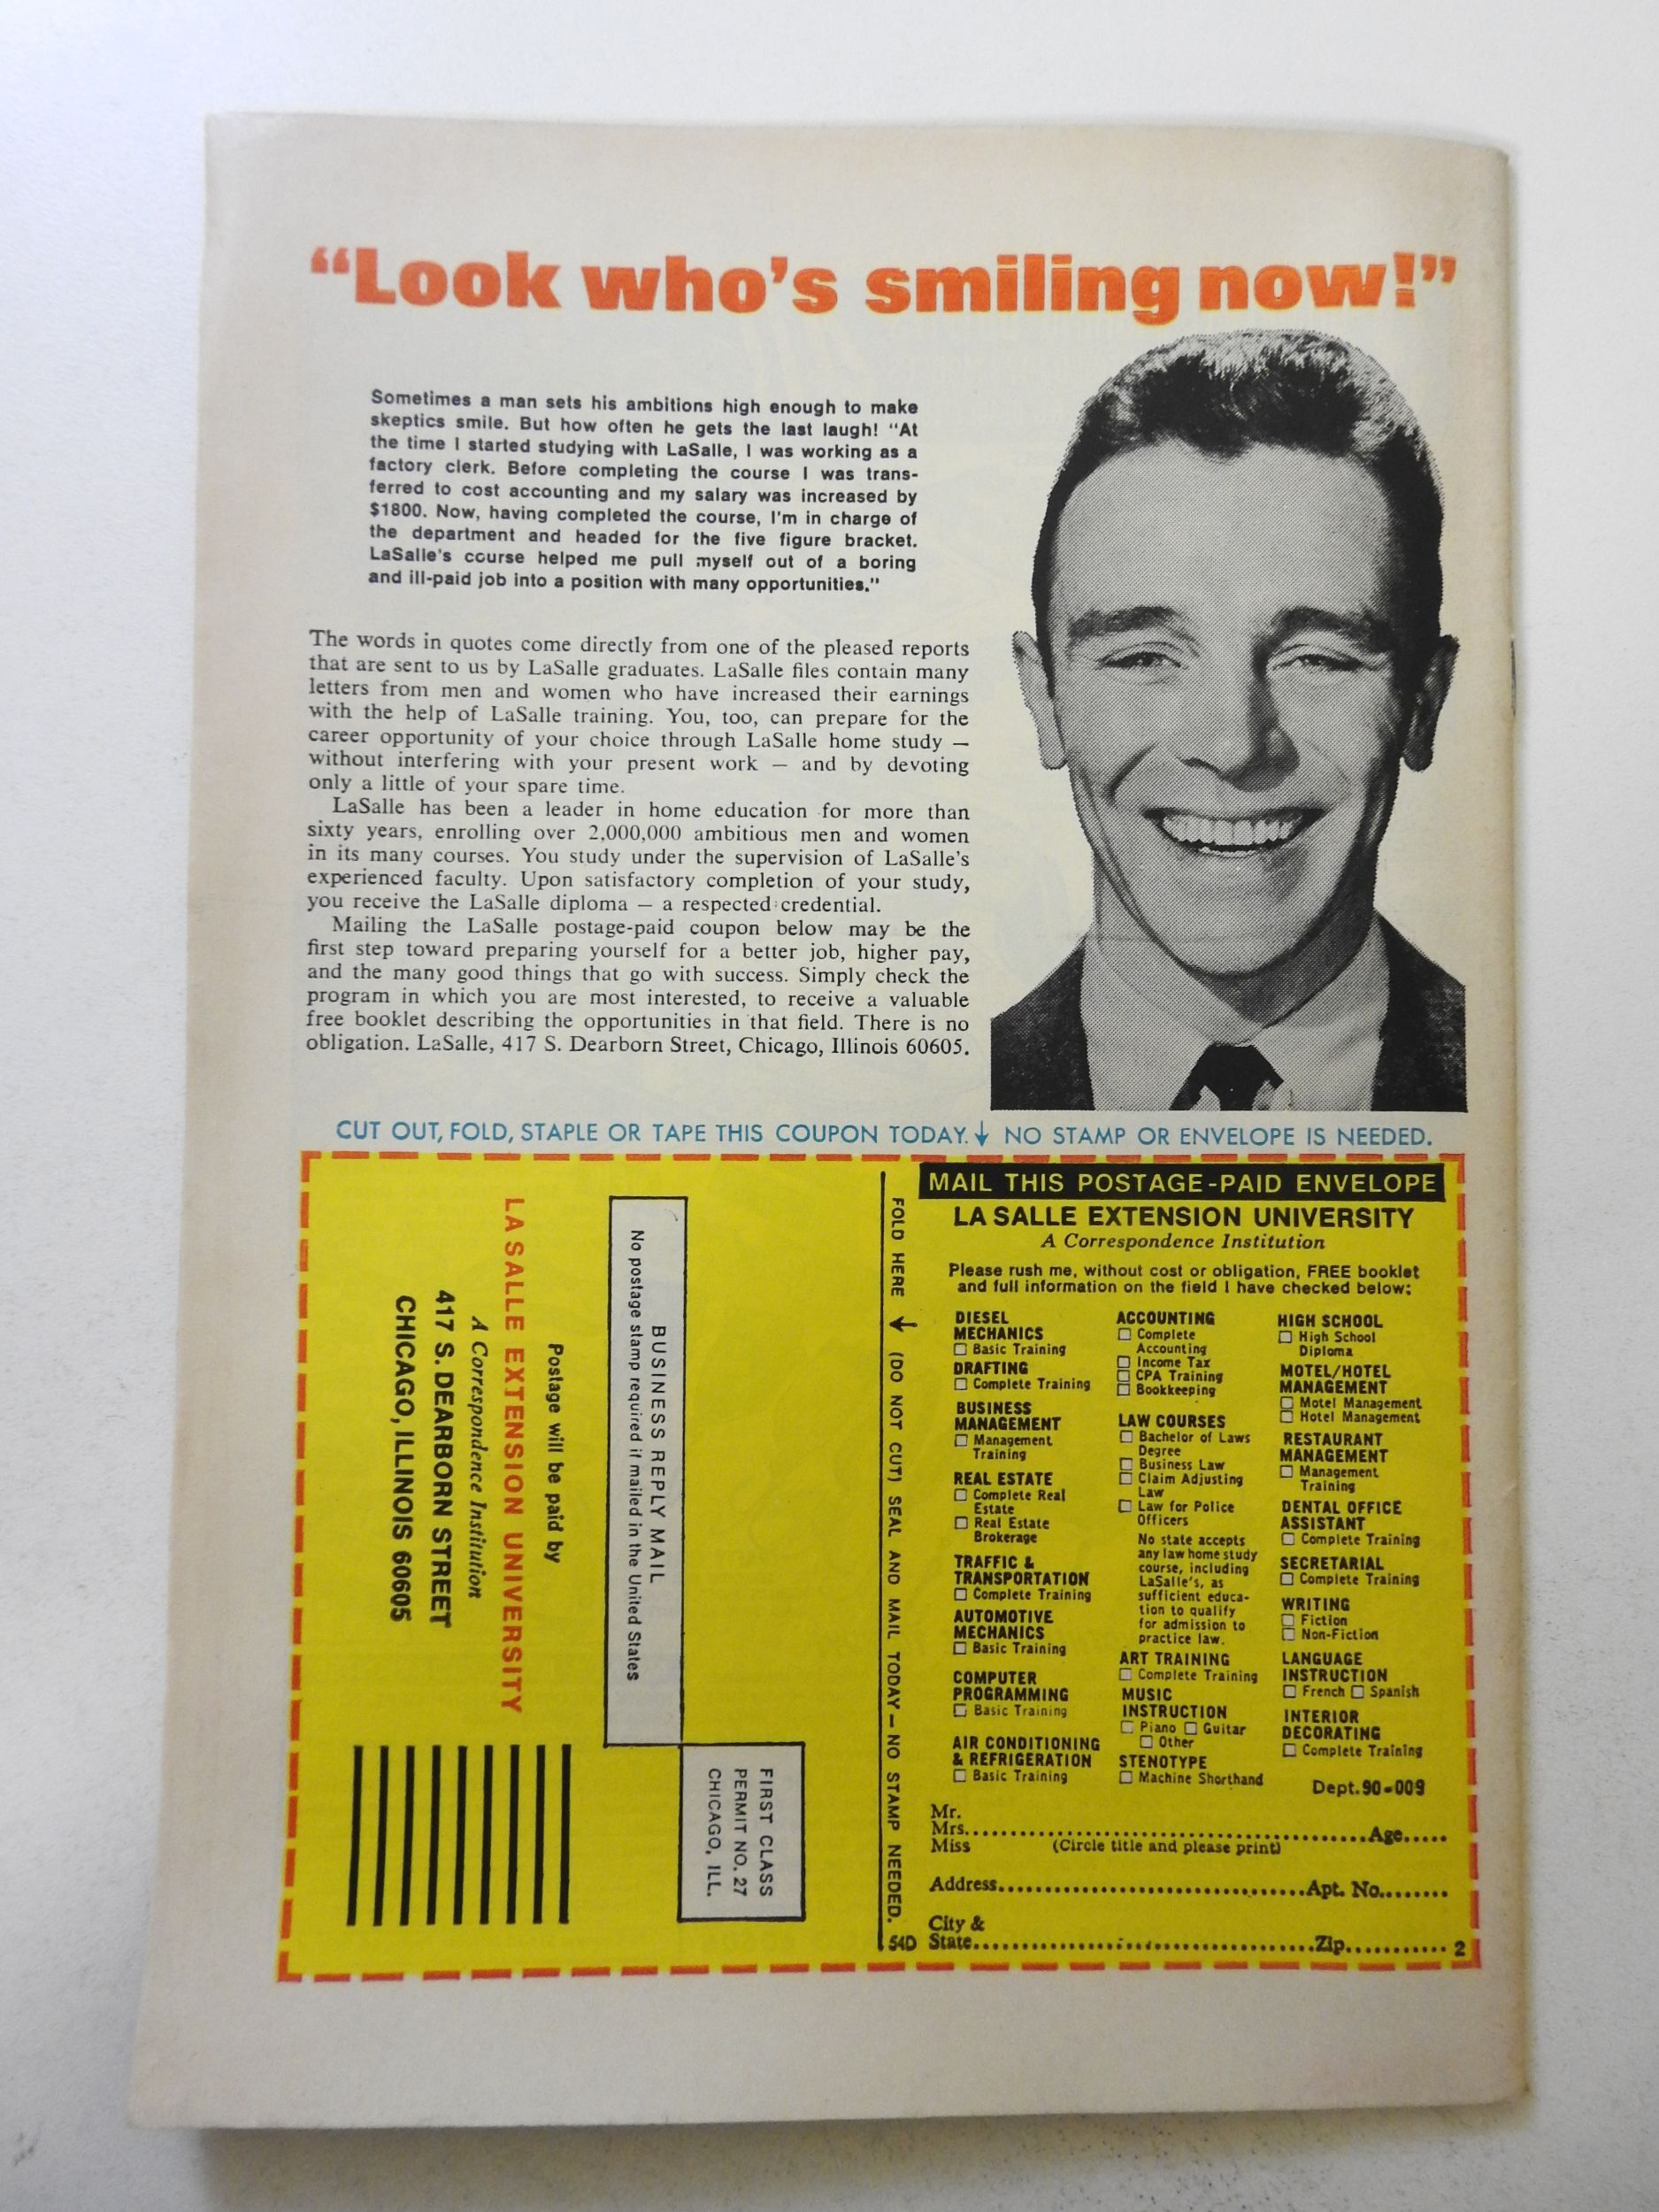 “Look who’s smiling now!”
Sometimes a man sets his ambitions high enough to make
skeptics smile. But how often he gets the last laugh! “At
the time I started studying with LaSalle, I was working as a
factory clerk. Before completing the course I was trans-
ferred to cost accounting and my salary was increased by
$1800. Now, having completed the course, I’m in charge of
the department and headed for the five figure bracket.
LaSalle’s course helped me pull myself out of a boring
and ill-paid job into a position with many opportunities.”
The words in quotes come directly from one of the pleased reports
that are sent to us by LaSalle graduates. LaSalle files contain many
letters from men and women who have increased their earnings
with the help of LaSalle training. You, too, can prepare for the
career opportunity of your choice through LaSalle home study —
without interfering with your present work — and by devoting
only a little of your spare time.
LaSalle has been a leader in home education for more than
sixty years, enrolling over 2,000,000 ambitious men and women
in its many courses. You study under the supervision of LaSalle’s
experienced faculty. Upon satisfactory completion of your study,
you receive the LaSalle diploma — a respected credential.
Mailing the LaSalle postage-paid coupon below may be the
first step toward preparing yourself for a better job, higher pay,
and the many good things that go with success. Simply check the
program in which you are most interested, to receive a valuable
free booklet describing the opportunities in that field. There is no
obligation. LaSalle, 417 S. Dearborn Street, Chicago, Illinois 60605.
CUT OUT, FOLD, STAPLE OR TAPE THIS COUPON TODAY. ↓ NO STAMP OR ENVELOPE IS NEEDED.
FIRST CLASS
PERMIT NO. 27
CHICAGO, ILL.
BUSINESS REPLY MAIL
No postage stamp required if mailed in the United States
Postage will be paid by
LA SALLE EXTENSION UNIVERSITY
A Correspondence Institution
417 S. DEARBORN STREET
CHICAGO, ILLINOIS 60605
FOLD HERE → (DO NOT CUT) SEAL AND MAIL TODAY — NO STAMP NEEDED.
54D
MAIL THIS POSTAGE-PAID ENVELOPE
LA SALLE EXTENSION UNIVERSITY
A Correspondence Institution
Please rush me, without cost or obligation, FREE booklet
and full information on the field I have checked below:
DIESEL
MECHANICS
☐ Basic Training
DRAFTING
☐ Complete Training
BUSINESS
MANAGEMENT
☐ Management
Training
REAL ESTATE
☐ Complete Real
Estate
☐ Real Estate
Brokerage
TRAFFIC &
TRANSPORTATION
☐ Complete Training
AUTOMOTIVE
MECHANICS
☐ Basic Training
COMPUTER
PROGRAMMING
☐ Basic Training
AIR CONDITIONING
& REFRIGERATION
☐ Basic Training
ACCOUNTING
☐ Complete
Accounting
☐ Income Tax
☐ CPA Training
☐ Bookkeeping
LAW COURSES
☐ Bachelor of Laws
Degree
☐ Business Law
☐ Claim Adjusting
Law
☐ Law for Police
Officers
No state accepts
any law home study
course, including
LaSalle’s, as
sufficient educa-
tion to qualify
for admission to
practice law.
ART TRAINING
☐ Complete Training
MUSIC
INSTRUCTION
☐ Piano ☐ Guitar
☐ Other
STENOTYPE
☐ Machine Shorthand
HIGH SCHOOL
☐ High School
Diploma
MOTEL/HOTEL
MANAGEMENT
☐ Motel Management
☐ Hotel Management
RESTAURANT
MANAGEMENT
☐ Management
Training
DENTAL OFFICE
ASSISTANT
☐ Complete Training
SECRETARIAL
☐ Complete Training
WRITING
☐ Fiction
☐ Non-Fiction
LANGUAGE
INSTRUCTION
☐ French ☐ Spanish
INTERIOR
DECORATING
☐ Complete Training
Dept. 90-009
Mr.
Mrs. Age
Miss (Circle title and please print)
Address Apt. No.
City &
State Zip 2